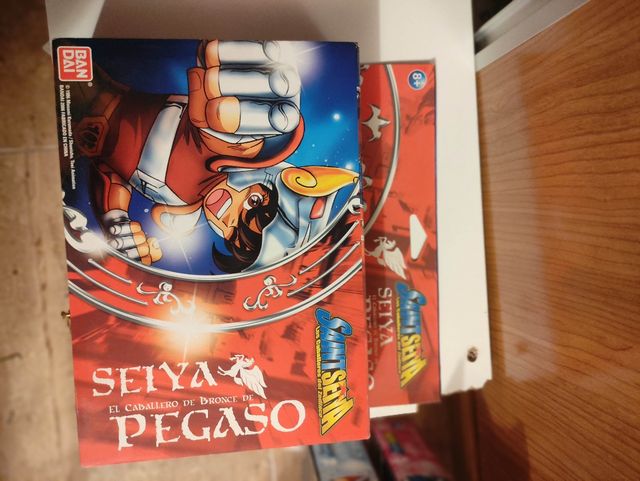 BAN
DAI
®
SEIYA
EL CABALLERO DE BRONCE DE
PEGASO
SAINT SEIYA
Los Caballeros del Zodiaco
8+
SAINT SEIYA
SEIYA